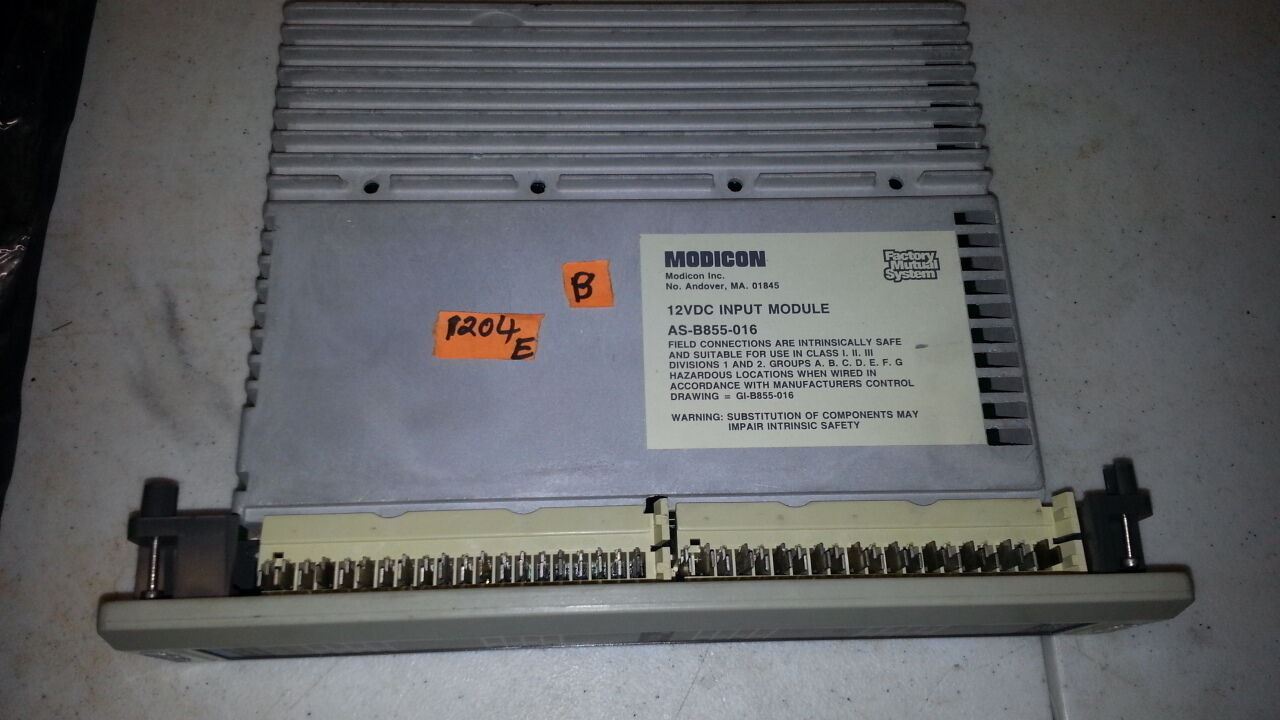 MODICON
Modicon Inc.
No. Andover, MA. 01845
Factory
Mutual
System
12VDC INPUT MODULE
AS-B855-016
FIELD CONNECTIONS ARE INTRINSICALLY SAFE
AND SUITABLE FOR USE IN CLASS I. II. III
DIVISIONS 1 AND 2. GROUPS A. B. C. D. E. F. G
HAZARDOUS LOCATIONS WHEN WIRED IN
ACCORDANCE WITH MANUFACTURERS CONTROL
DRAWING = GI-B855-016
WARNING: SUBSTITUTION OF COMPONENTS MAY
IMPAIR INTRINSIC SAFETY
B
1204
E